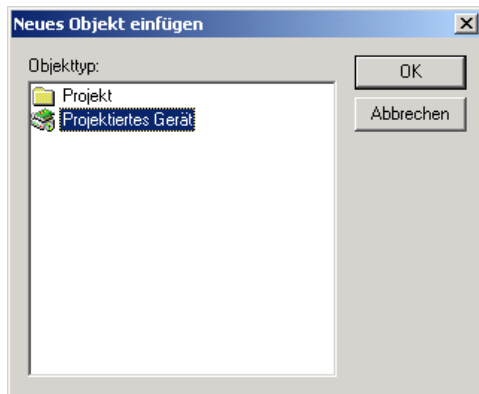 Neues Objekt einfügen
Objekttyp:
Projekt
Projektiertes Gerät
OK
Abbrechen